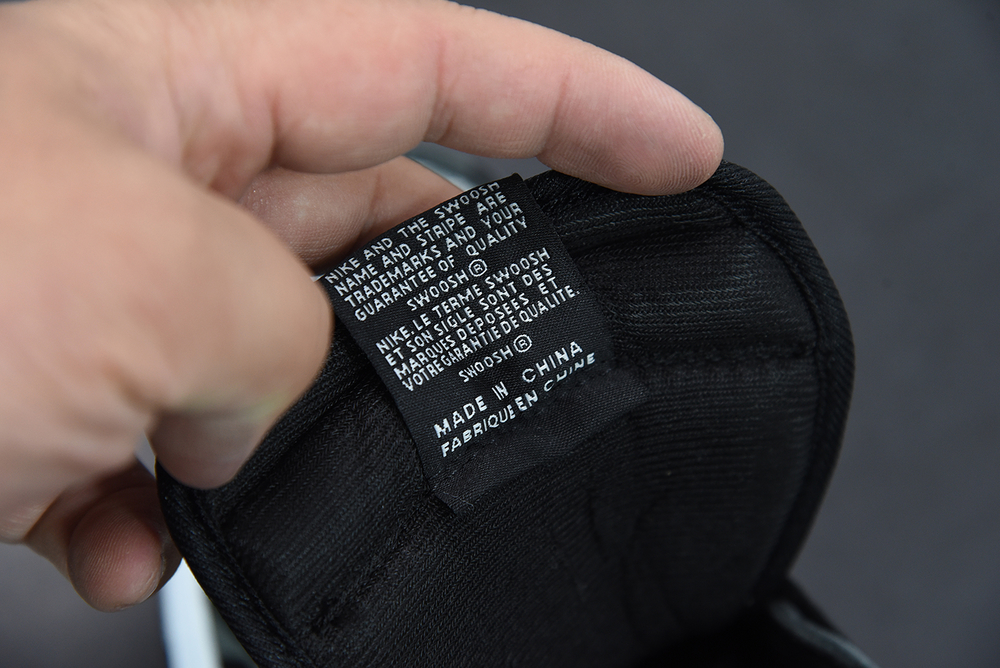 NIKE AND THE SWOOSH
NAME AND STRIPE ARE
TRADEMARKS AND YOUR
GUARANTEE OF QUALITY
SWOOSH®
NIKE. LE TERME SWOOSH
ET SON SIGLE SONT DES
MARQUES DEPOSEES ET
VOTRE GARANTIE DE QUALITE.
SWOOSH®
MADE IN CHINA
FABRIQUE EN CHINE